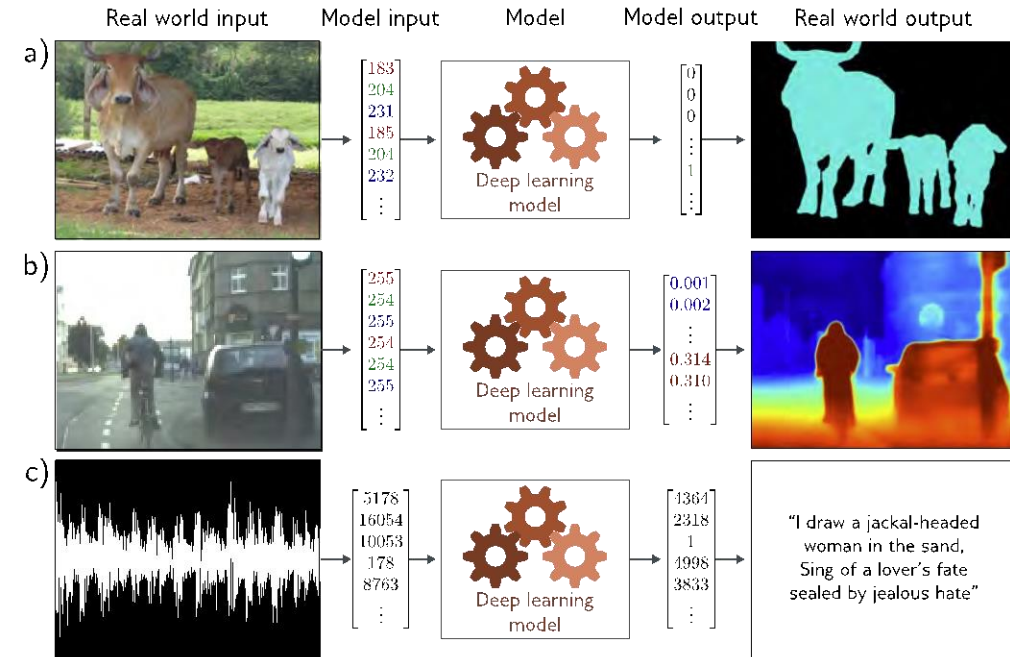 Real world input
Model input
Model
Model output
Real world output
a)
183
204
231
185
204
232
⋮
Deep learning
model
0
0
0
⋮
1
⋮
b)
255
254
255
254
254
255
⋮
Deep learning
model
0.001
0.002
⋮
0.314
0.310
⋮
c)
5178
16054
10053
178
8763
⋮
Deep learning
model
4364
2318
1
4998
3833
⋮
“I draw a jackal-headed
woman in the sand,
Sing of a lover’s fate
sealed by jealous hate”